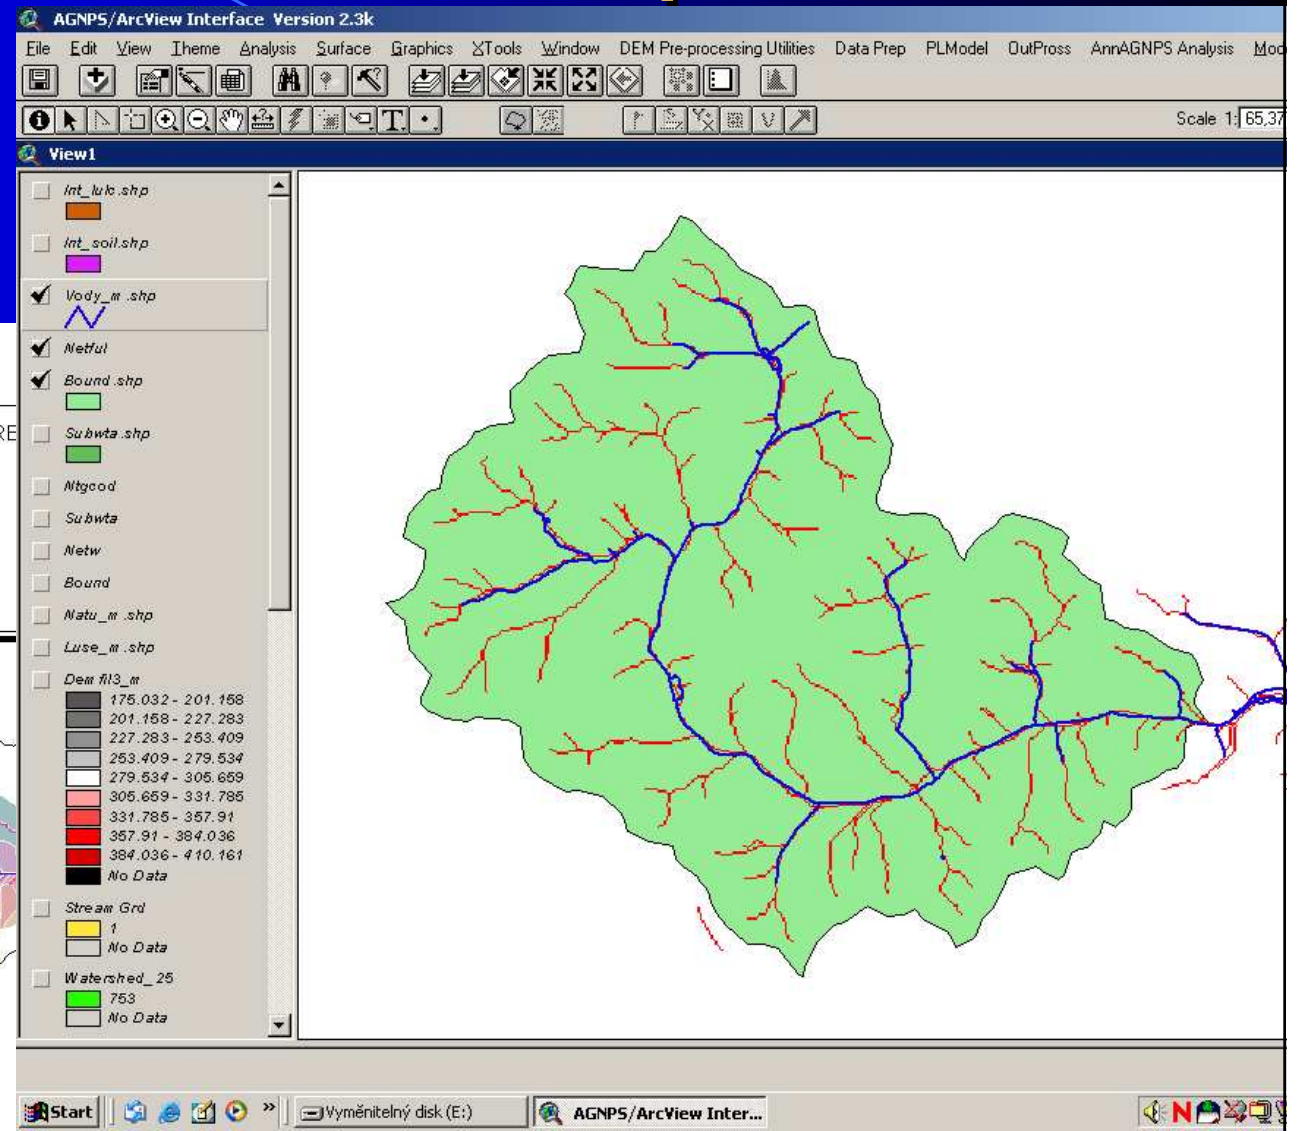 AGNPS/ArcView Interface Version 2.3k
File Edit View Theme Analysis Surface Graphics XTools Window DEM Pre-processing Utilities Data Prep PLModel OutPross AnnAGNPS Analysis Moo
Scale 1: 65,37
View1
Int_lulc.shp
Int_soil.shp
Vody_m.shp
Netful
Bound.shp
RE
Subwta.shp
Ntgcod
Subwta
Netw
Bound
Natu_m.shp
Luse_m.shp
Dem fil3_m
175.032 - 201.158
201.158 - 227.283
227.283 - 253.409
253.409 - 279.534
279.534 - 305.659
305.659 - 331.785
331.785 - 357.91
357.91 - 384.036
384.036 - 410.161
No Data
Stream Grd
1
No Data
Watershed_25
753
No Data
Start » Vyměnitelný disk (E:) AGNPS/ArcView Inter... N